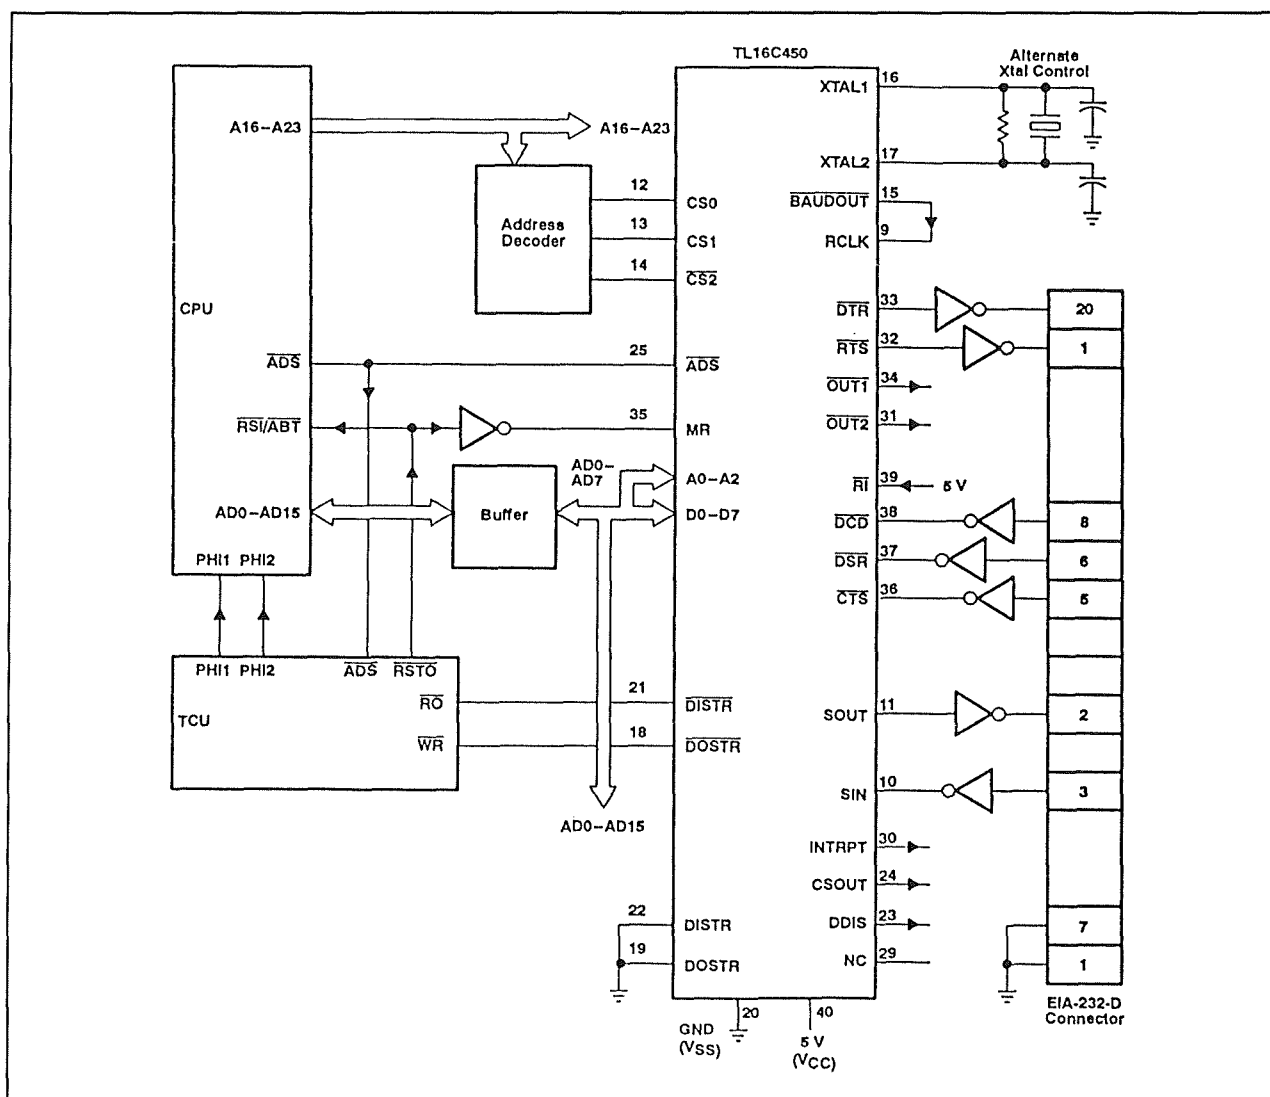 TL16C450
Alternate
Xtal Control
A16–A23
A16–A23
XTAL1
16
XTAL2
17
Address
Decoder
12
CS0
13
CS1
14
CS2
BAUDOUT
15
RCLK
9
CPU
DTR
33
20
RTS
32
1
ADS
25
ADS
OUT1
34
RSI/ABT
35
MR
OUT2
31
AD0–
AD7
A0–A2
RI
39
5 V
AD0–AD15
Buffer
D0–D7
DCD
38
8
DSR
37
6
PHI1 PHI2
CTS
36
5
PHI1 PHI2
ADS RSTO
TCU
RO
21
DISTR
SOUT
11
2
WR
18
DOSTR
SIN
10
3
AD0–AD15
INTRPT
30
CSOUT
24
22
DISTR
DDIS
23
7
19
DOSTR
NC
29
1
EIA-232-D
Connector
GND
(VSS)
20
40
5 V
(VCC)